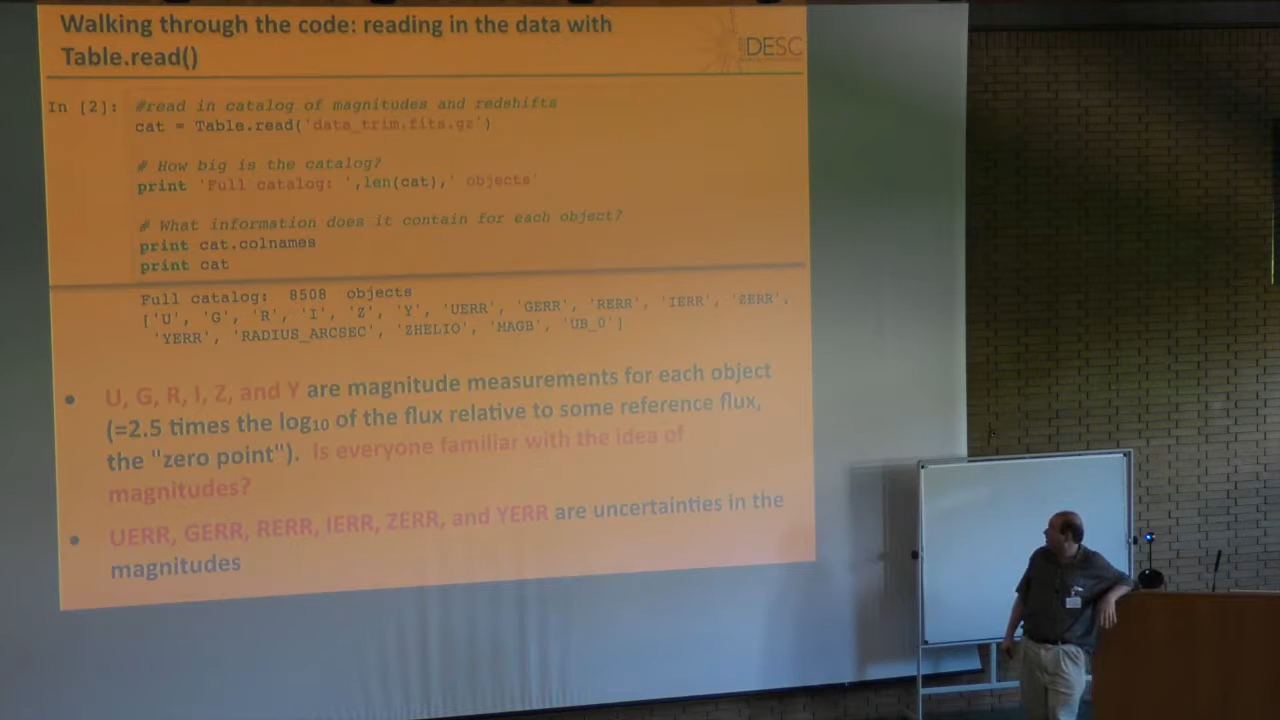 Walking through the code: reading in the data with
Table.read()
DESC
In [2]: #read in catalog of magnitudes and redshifts
cat = Table.read('data_trim.fits.gz')
# How big is the catalog?
print 'Full catalog: ',len(cat),' objects'
# What information does it contain for each object?
print cat.colnames
print cat
Full catalog: 8508 objects
['U', 'G', 'R', 'I', 'Z', 'Y', 'UERR', 'GERR', 'RERR', 'IERR', 'ZERR',
'YERR', 'RADIUS_ARCSEC', 'ZHELIO', 'MAGB', 'UB_0']
• U, G, R, I, Z, and Y are magnitude measurements for each object
(=2.5 times the log10 of the flux relative to some reference flux,
the "zero point"). Is everyone familiar with the idea of
magnitudes?
• UERR, GERR, RERR, IERR, ZERR, and YERR are uncertainties in the
magnitudes